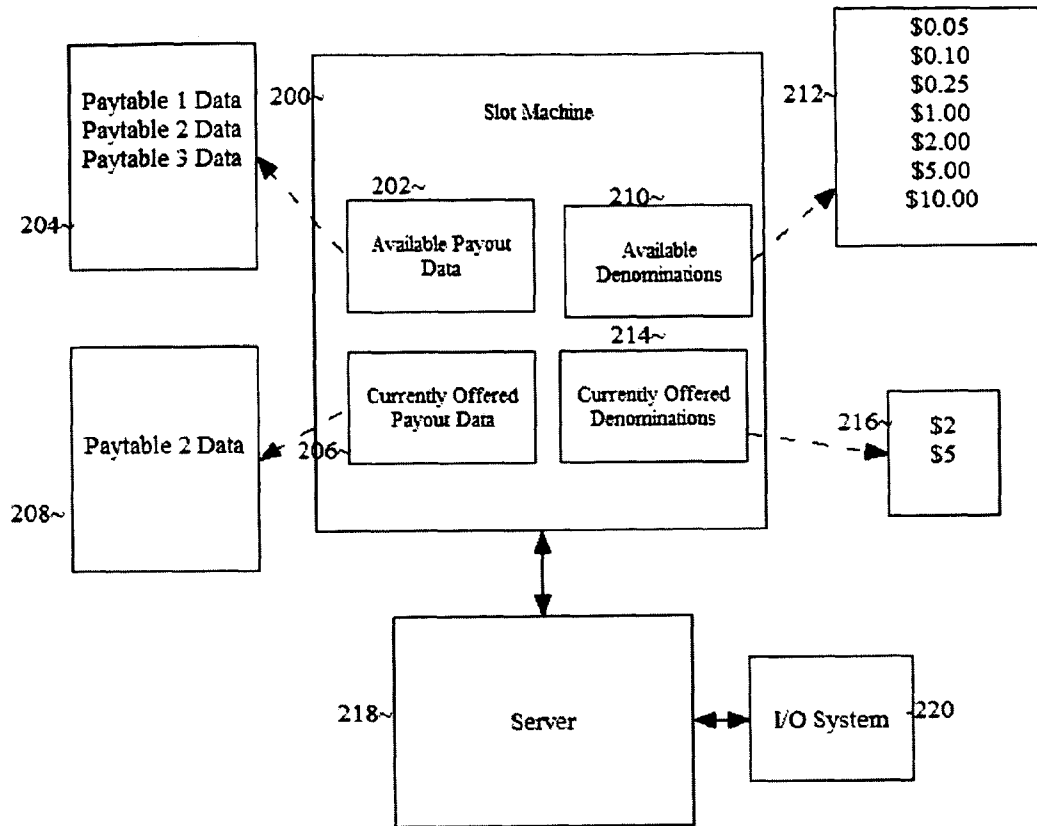 Paytable 1 Data
Paytable 2 Data
Paytable 3 Data
204~
200~
Slot Machine
202~
Available Payout
Data
210~
Available
Denominations
212~
$0.05
$0.10
$0.25
$1.00
$2.00
$5.00
$10.00
Paytable 2 Data
208~
Currently Offered
Payout Data
206~
214~
Currently Offered
Denominations
216~
$2
$5
218~
Server
I/O System
~220